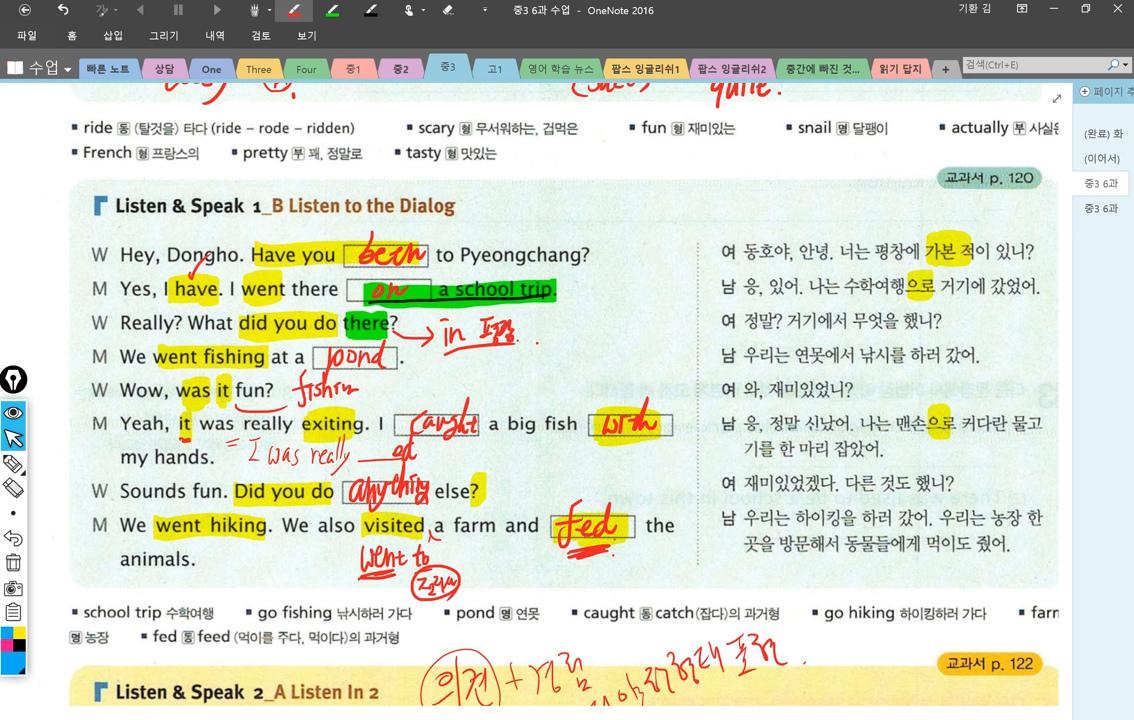 중3 6과 수업 - OneNote 2016
기환 김
파일 홈 삽입 그리기 내역 검토 보기
수업 빠른 노트 상담 One Three Four 중1 중2 중3 고1 영어 학습 뉴스 팝스 잉글리쉬1 팝스 잉글리쉬2 중간에 빠진 것... 읽기 답지 + 검색(Ctrl+E)
페이지 추
(완료) 화
(이어서)
중3 6과
중3 6과
quite.
▪ ride 동 (탈것을) 타다 (ride – rode – ridden) ▪ scary 형 무서워하는, 겁먹은 ▪ fun 형 재미있는 ▪ snail 명 달팽이 ▪ actually 부 사실은
▪ French 형 프랑스의 ▪ pretty 부 꽤, 정말로 ▪ tasty 형 맛있는
교과서 p. 120
Listen & Speak 1_B Listen to the Dialog
W Hey, Dongho. Have you been to Pyeongchang?
M Yes, I have. I went there on a school trip.
W Really? What did you do there?
in 평창.
M We went fishing at a pond.
W Wow, was it fun?
fishin
M Yeah, it was really exiting. I caught a big fish with
my hands.
= I was really ed
W Sounds fun. Did you do anything else?
M We went hiking. We also visited a farm and fed the
animals.
went to
여 동호야, 안녕. 너는 평창에 가본 적이 있니?
남 응, 있어. 나는 수학여행으로 거기에 갔었어.
여 정말? 거기에서 무엇을 했니?
남 우리는 연못에서 낚시를 하러 갔어.
여 와, 재미있었니?
남 응, 정말 신났어. 나는 맨손으로 커다란 물고
기를 한 마리 잡았어.
여 재미있었겠다. 다른 것도 했니?
남 우리는 하이킹을 하러 갔어. 우리는 농장 한
곳을 방문해서 동물들에게 먹이도 줬어.
▪ school trip 수학여행 ▪ go fishing 낚시하러 가다 ▪ pond 명 연못 ▪ caught 동 catch(잡다)의 과거형 ▪ go hiking 하이킹하러 가다 ▪ farm
명 농장 ▪ fed 동 feed (먹이를 주다, 먹이다)의 과거형
의견 + 경험
교과서 p. 122
Listen & Speak 2_A Listen In 2